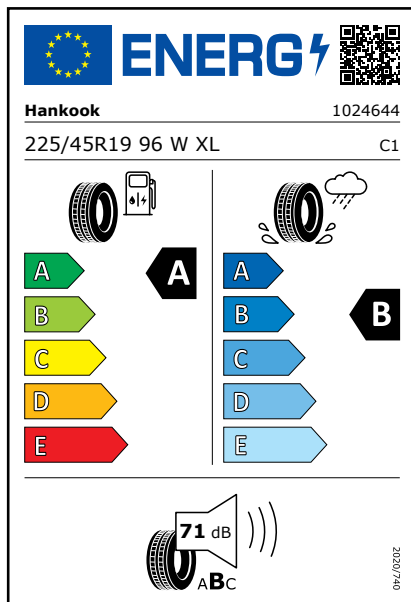 ENERG
Hankook 1024644
225/45R19 96 W XL C1
A A A
B B B
C C
D D
E E
71 dB
ABC
2020/740